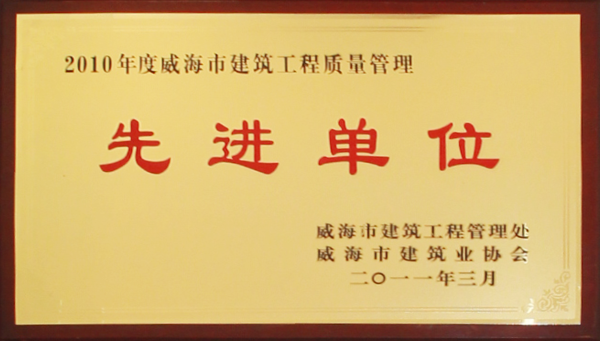 2010年度威海市建筑工程质量管理
先进单位
威海市建筑工程管理处
威海市建筑业协会
二〇一一年三月